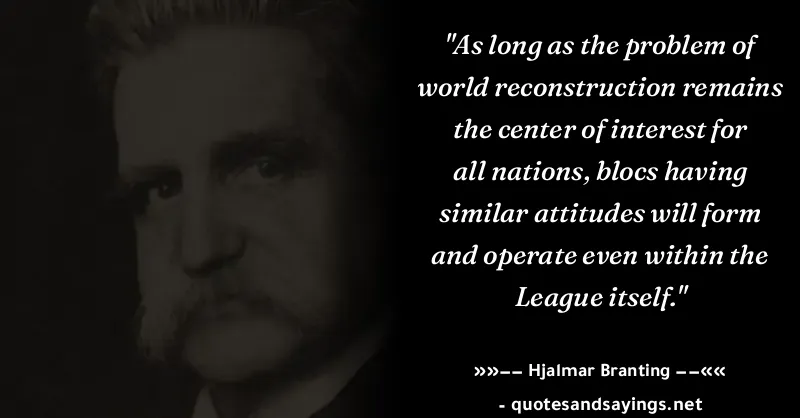 "As long as the problem of
world reconstruction remains
the center of interest for
all nations, blocs having
similar attitudes will form
and operate even within the
League itself."
»»–– Hjalmar Branting ––««
- quotesandsayings.net